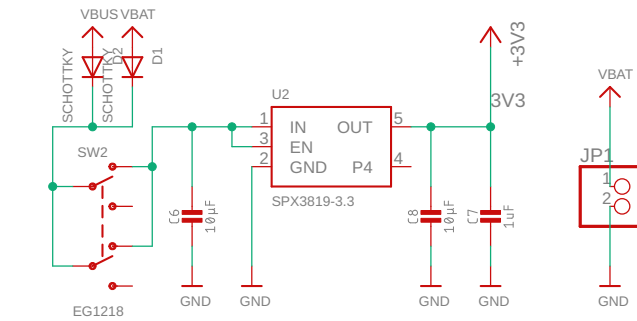 VBUS VBAT
SCHOTTKY
D2
SCHOTTKY
D1
SW2
EG1218
C6
10µF
GND
GND
U2
1 IN OUT 5
3 EN
2 GND P4 4
SPX3819-3.3
+3V3
3V3
C8
10µF
C7
1uF
GND
GND
VBAT
JP1
1
2
GND